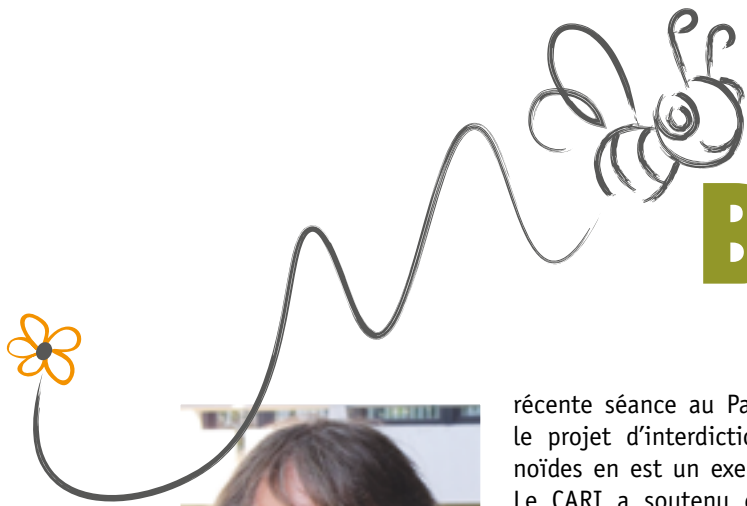 B
récente séance au Pa
le projet d'interdictio
noïdes en est un exe
Le CARI a soutenu